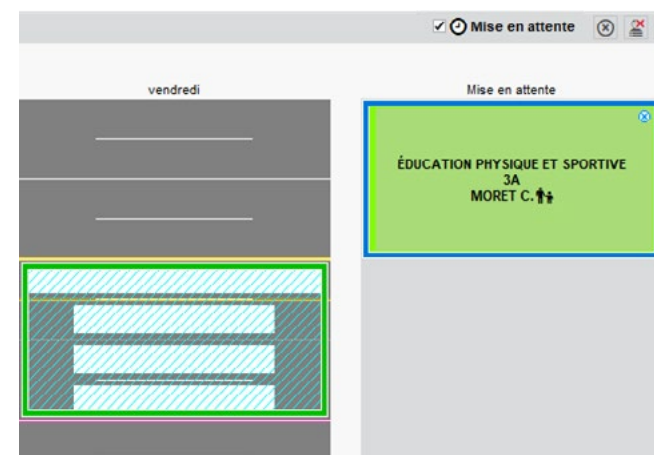 Mise en attente
vendredi
Mise en attente
ÉDUCATION PHYSIQUE ET SPORTIVE
3A
MORET C.